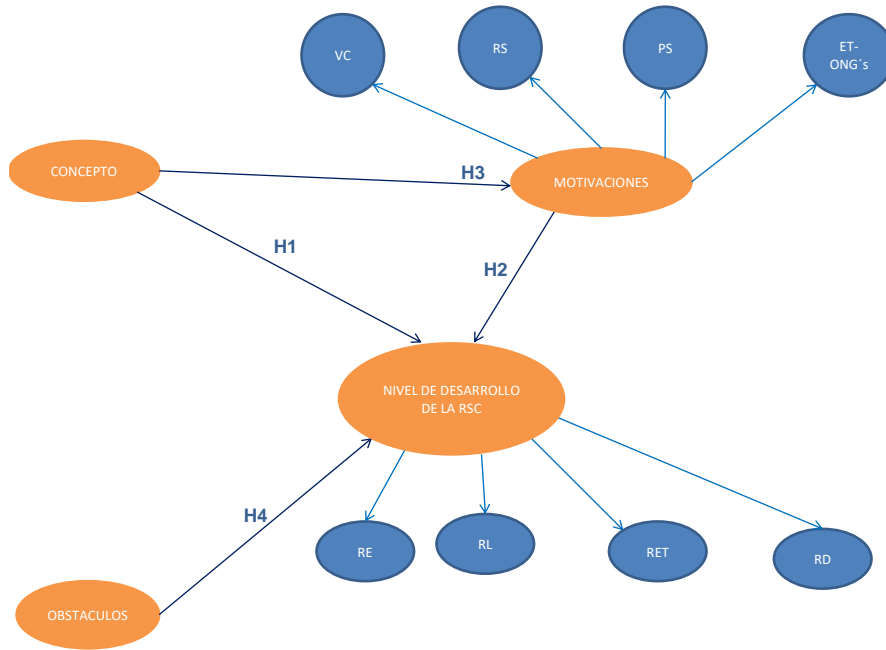 VC
RS
PS
ET-
ONG´s
CONCEPTO
H3
MOTIVACIONES
H1
H2
NIVEL DE DESARROLLO
DE LA RSC
H4
RE
RL
RET
RD
OBSTACULOS